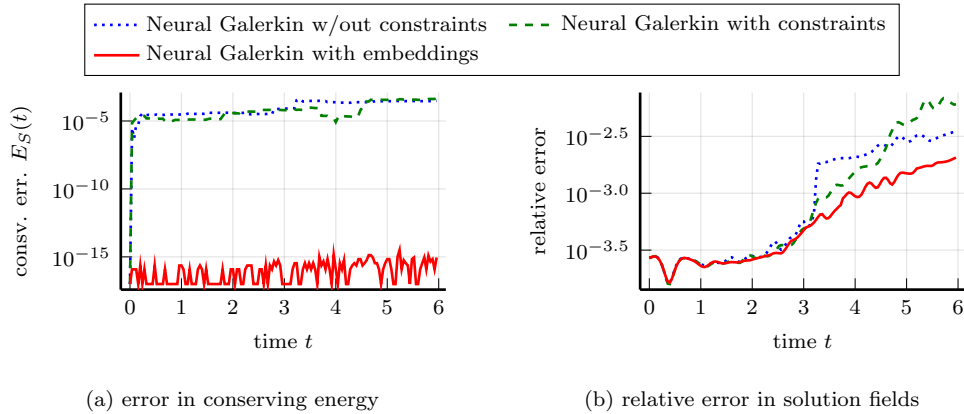 Neural Galerkin w/out constraints
Neural Galerkin with constraints
Neural Galerkin with embeddings
consv. err. E_S(t)
10^{-5}
10^{-10}
10^{-15}
0 1 2 3 4 5 6
time t
relative error
10^{-2.5}
10^{-3.0}
10^{-3.5}
0 1 2 3 4 5 6
time t
(a) error in conserving energy
(b) relative error in solution fields